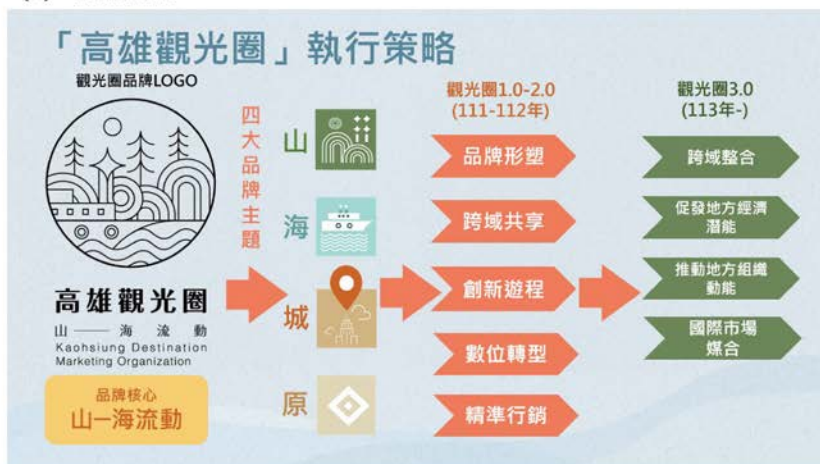 「高雄觀光圈」執行策略
觀光圈品牌LOGO
高雄觀光圈
山——海流動
Kaohsiung Destination
Marketing Organization
品牌核心
山—海流動
四大品牌主題
山
海
城
原
觀光圈1.0-2.0
(111-112年)
品牌形塑
跨域共享
創新遊程
數位轉型
精準行銷
觀光圈3.0
(113年-)
跨域整合
促發地方經濟
潛能
推動地方組織
動能
國際市場
媒合